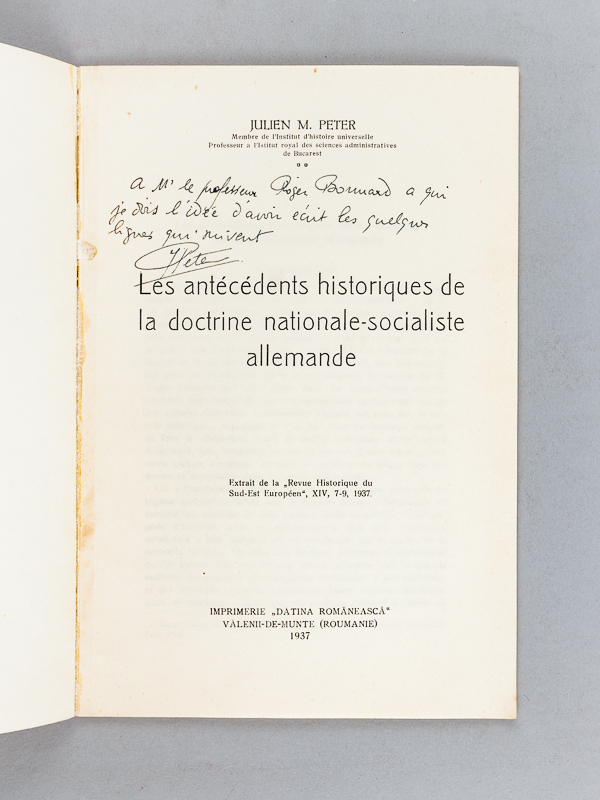 JULIEN M. PETER
Membre de l'Institut d'histoire universelle
Professeur a l'Istitut royal des sciences administratives
de Bucarest
A Mr le professeur Roger Bonnard a qui
je dois l'idée d'avoir écrit les quelques
lignes qui suivent
JPeter
Les antécédents historiques de
la doctrine nationale-socialiste
allemande
Extrait de la „Revue Historique du
Sud-Est Européen“, XIV, 7-9, 1937.
IMPRIMERIE „DATINA ROMÂNEASCĂ“
VĂLENII-DE-MUNTE (ROUMANIE)
1937